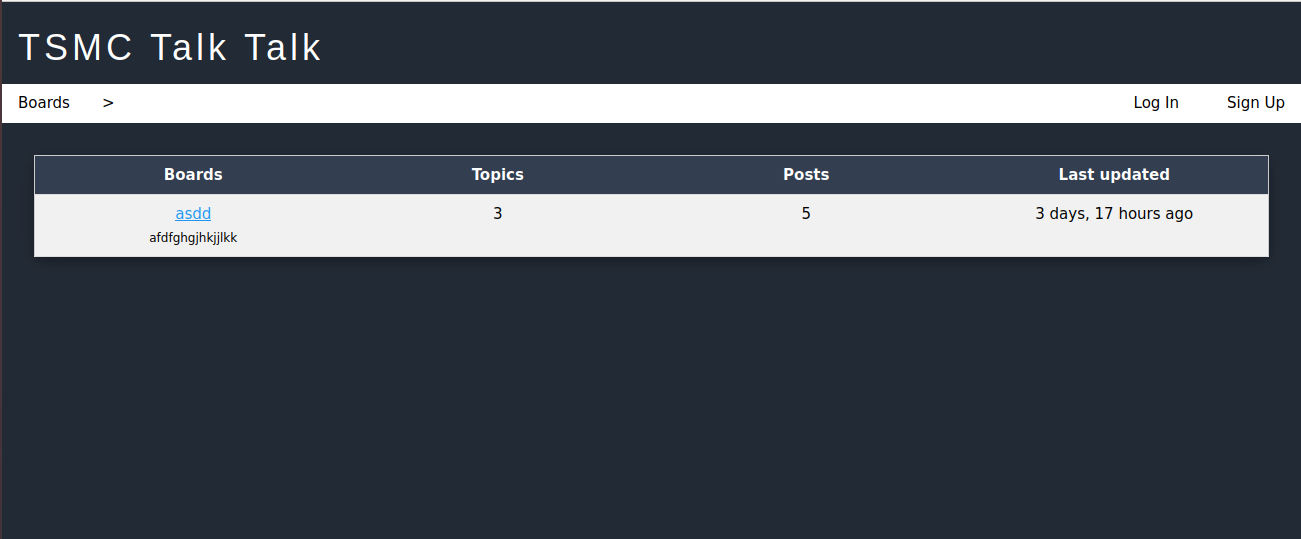 TSMC Talk Talk
Boards > Log In Sign Up
Boards Topics Posts Last updated
asdd 3 5 3 days, 17 hours ago
afdfghgjhkjjlkk